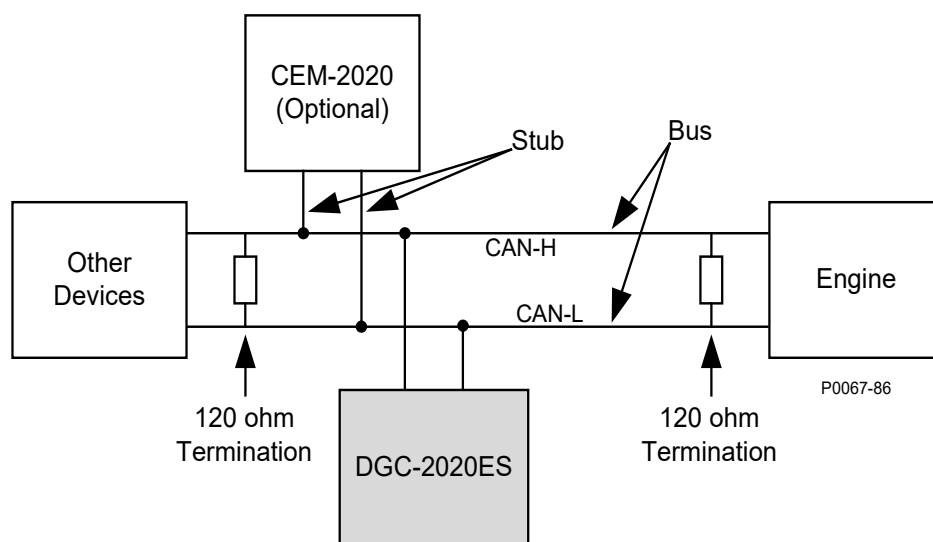 CEM-2020
(Optional)
Stub
Bus
Other
Devices
CAN-H
CAN-L
Engine
P0067-86
120 ohm
Termination
DGC-2020ES
120 ohm
Termination